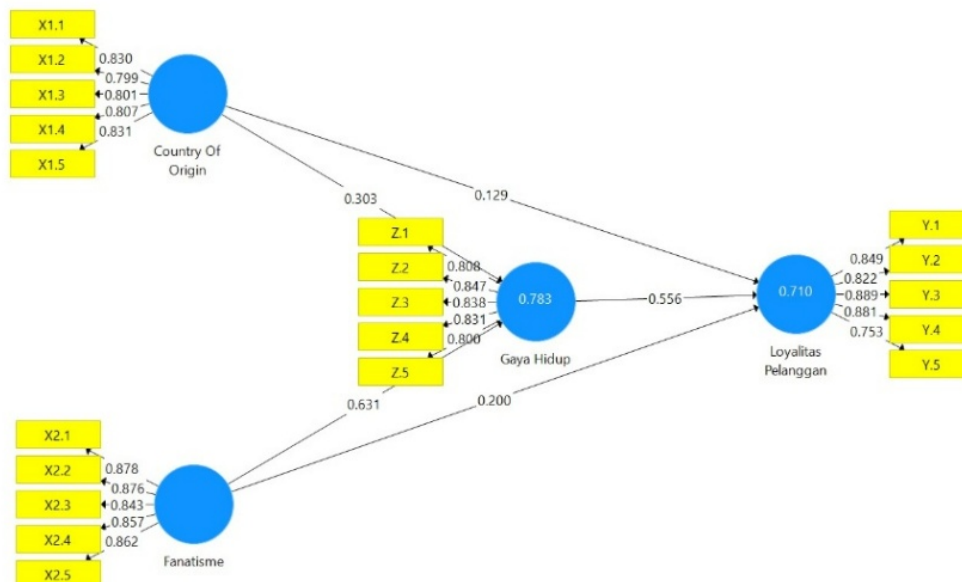 X1.1
X1.2
X1.3
X1.4
X1.5
0.830
0.799
0.801
0.807
0.831
Country Of
Origin
0.303
0.129
Z.1
Z.2
Z.3
Z.4
Z.5
0.808
0.847
0.838
0.831
0.800
0.783
Gaya Hidup
0.556
0.710
Loyalitas
Pelanggan
0.849
0.822
0.889
0.881
0.753
Y.1
Y.2
Y.3
Y.4
Y.5
0.631
0.200
X2.1
X2.2
X2.3
X2.4
X2.5
0.878
0.876
0.843
0.857
0.862
Fanatisme